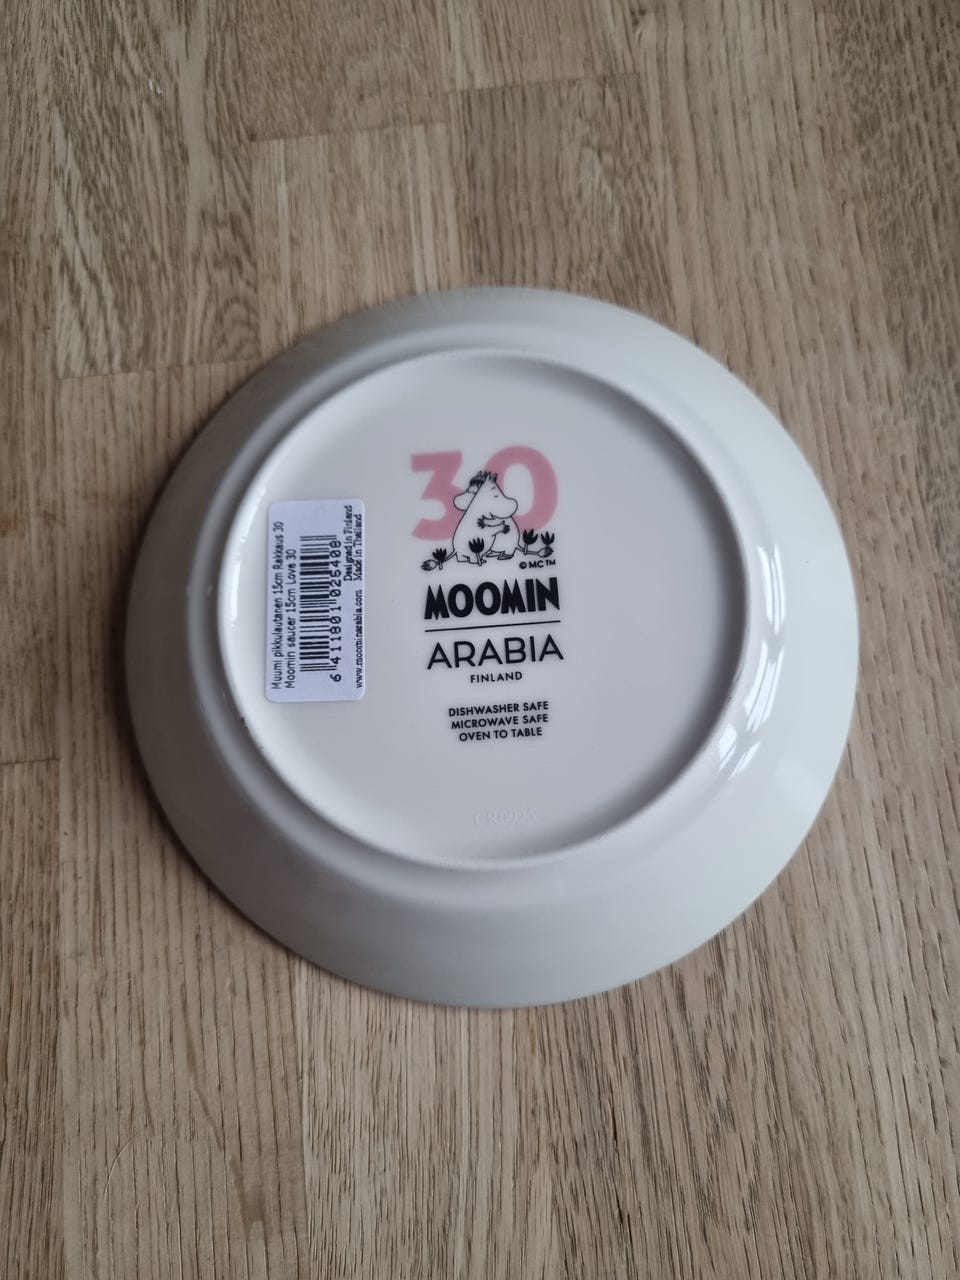 30
©MC™
MOOMIN
ARABIA
FINLAND
DISHWASHER SAFE
MICROWAVE SAFE
OVEN TO TABLE
Muumi pikkulautanen 15cm Rakkaus 30
Moomin saucer 15cm Love 30
6 411801 025408
Designed in Finland
www.moominarabia.com Made in Thailand